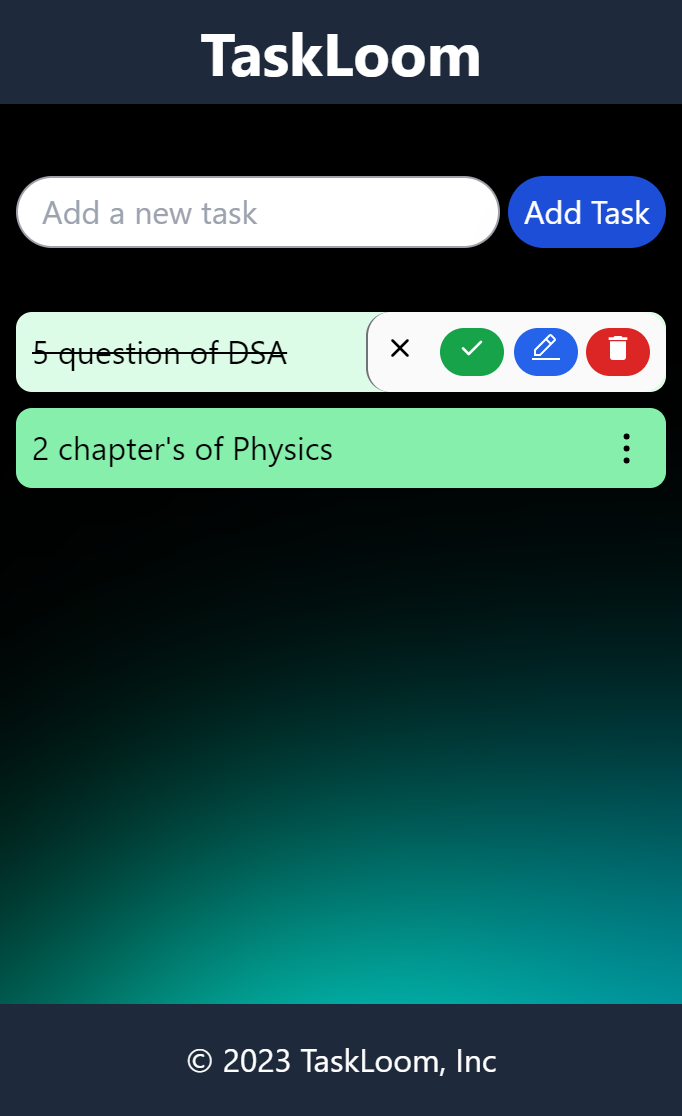 TaskLoom
Add a new task
Add Task
5 question of DSA
2 chapter's of Physics
© 2023 TaskLoom, Inc